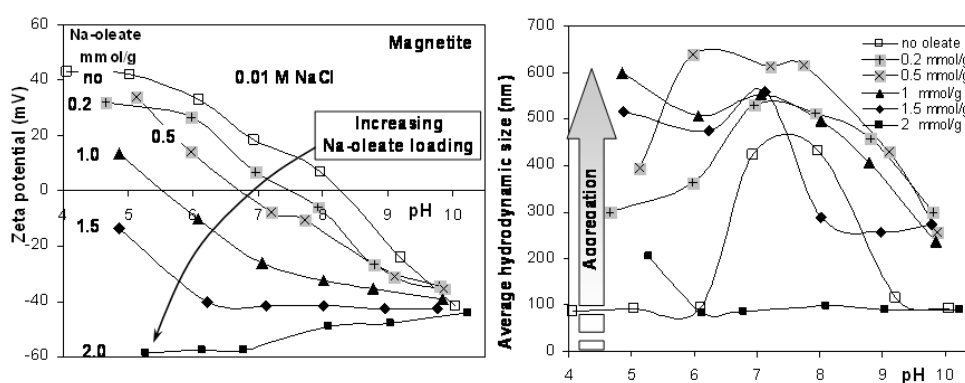 Na-oleate
mmol/g
Magnetite
no
0.01 M NaCl
0.2
0.5
Increasing
Na-oleate loading
1.0
1.5
2.0
Zeta potential (mV)
60
40
20
0
-20
-40
-60
4 5 6 7 8 9 10
pH
Average hydrodynamic size [nm]
700
600
500
400
300
200
100
0
Aggregation
no oleate
0.2 mmol/g
0.5 mmol/g
1 mmol/g
1.5 mmol/g
2 mmol/g
4 5 6 7 8 9 pH 10